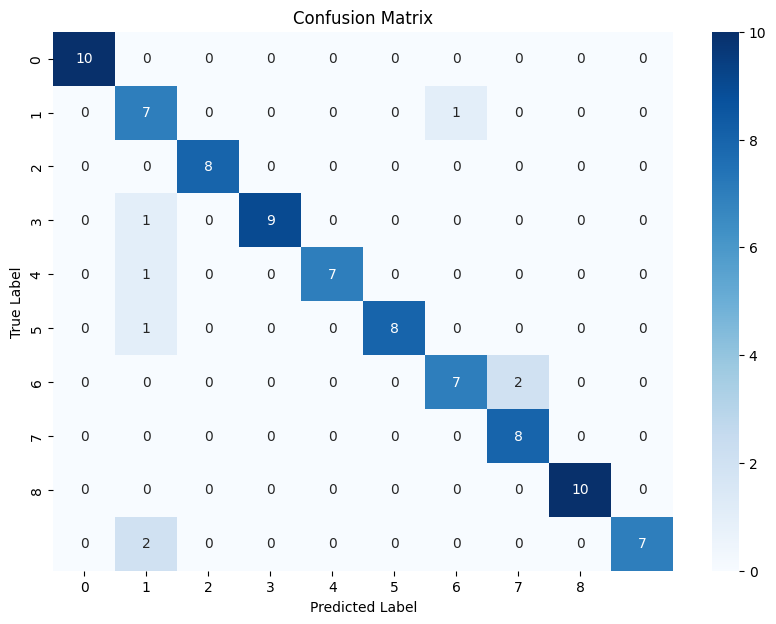 Confusion Matrix
True Label
0 10 0 0 0 0 0 0 0 0 0
1 0 7 0 0 0 0 1 0 0 0
2 0 0 8 0 0 0 0 0 0 0
3 0 1 0 9 0 0 0 0 0 0
4 0 1 0 0 7 0 0 0 0 0
5 0 1 0 0 0 8 0 0 0 0
6 0 0 0 0 0 0 7 2 0 0
7 0 0 0 0 0 0 0 8 0 0
8 0 0 0 0 0 0 0 0 10 0
0 2 0 0 0 0 0 0 0 7
0 1 2 3 4 5 6 7 8
Predicted Label
10
8
6
4
2
0